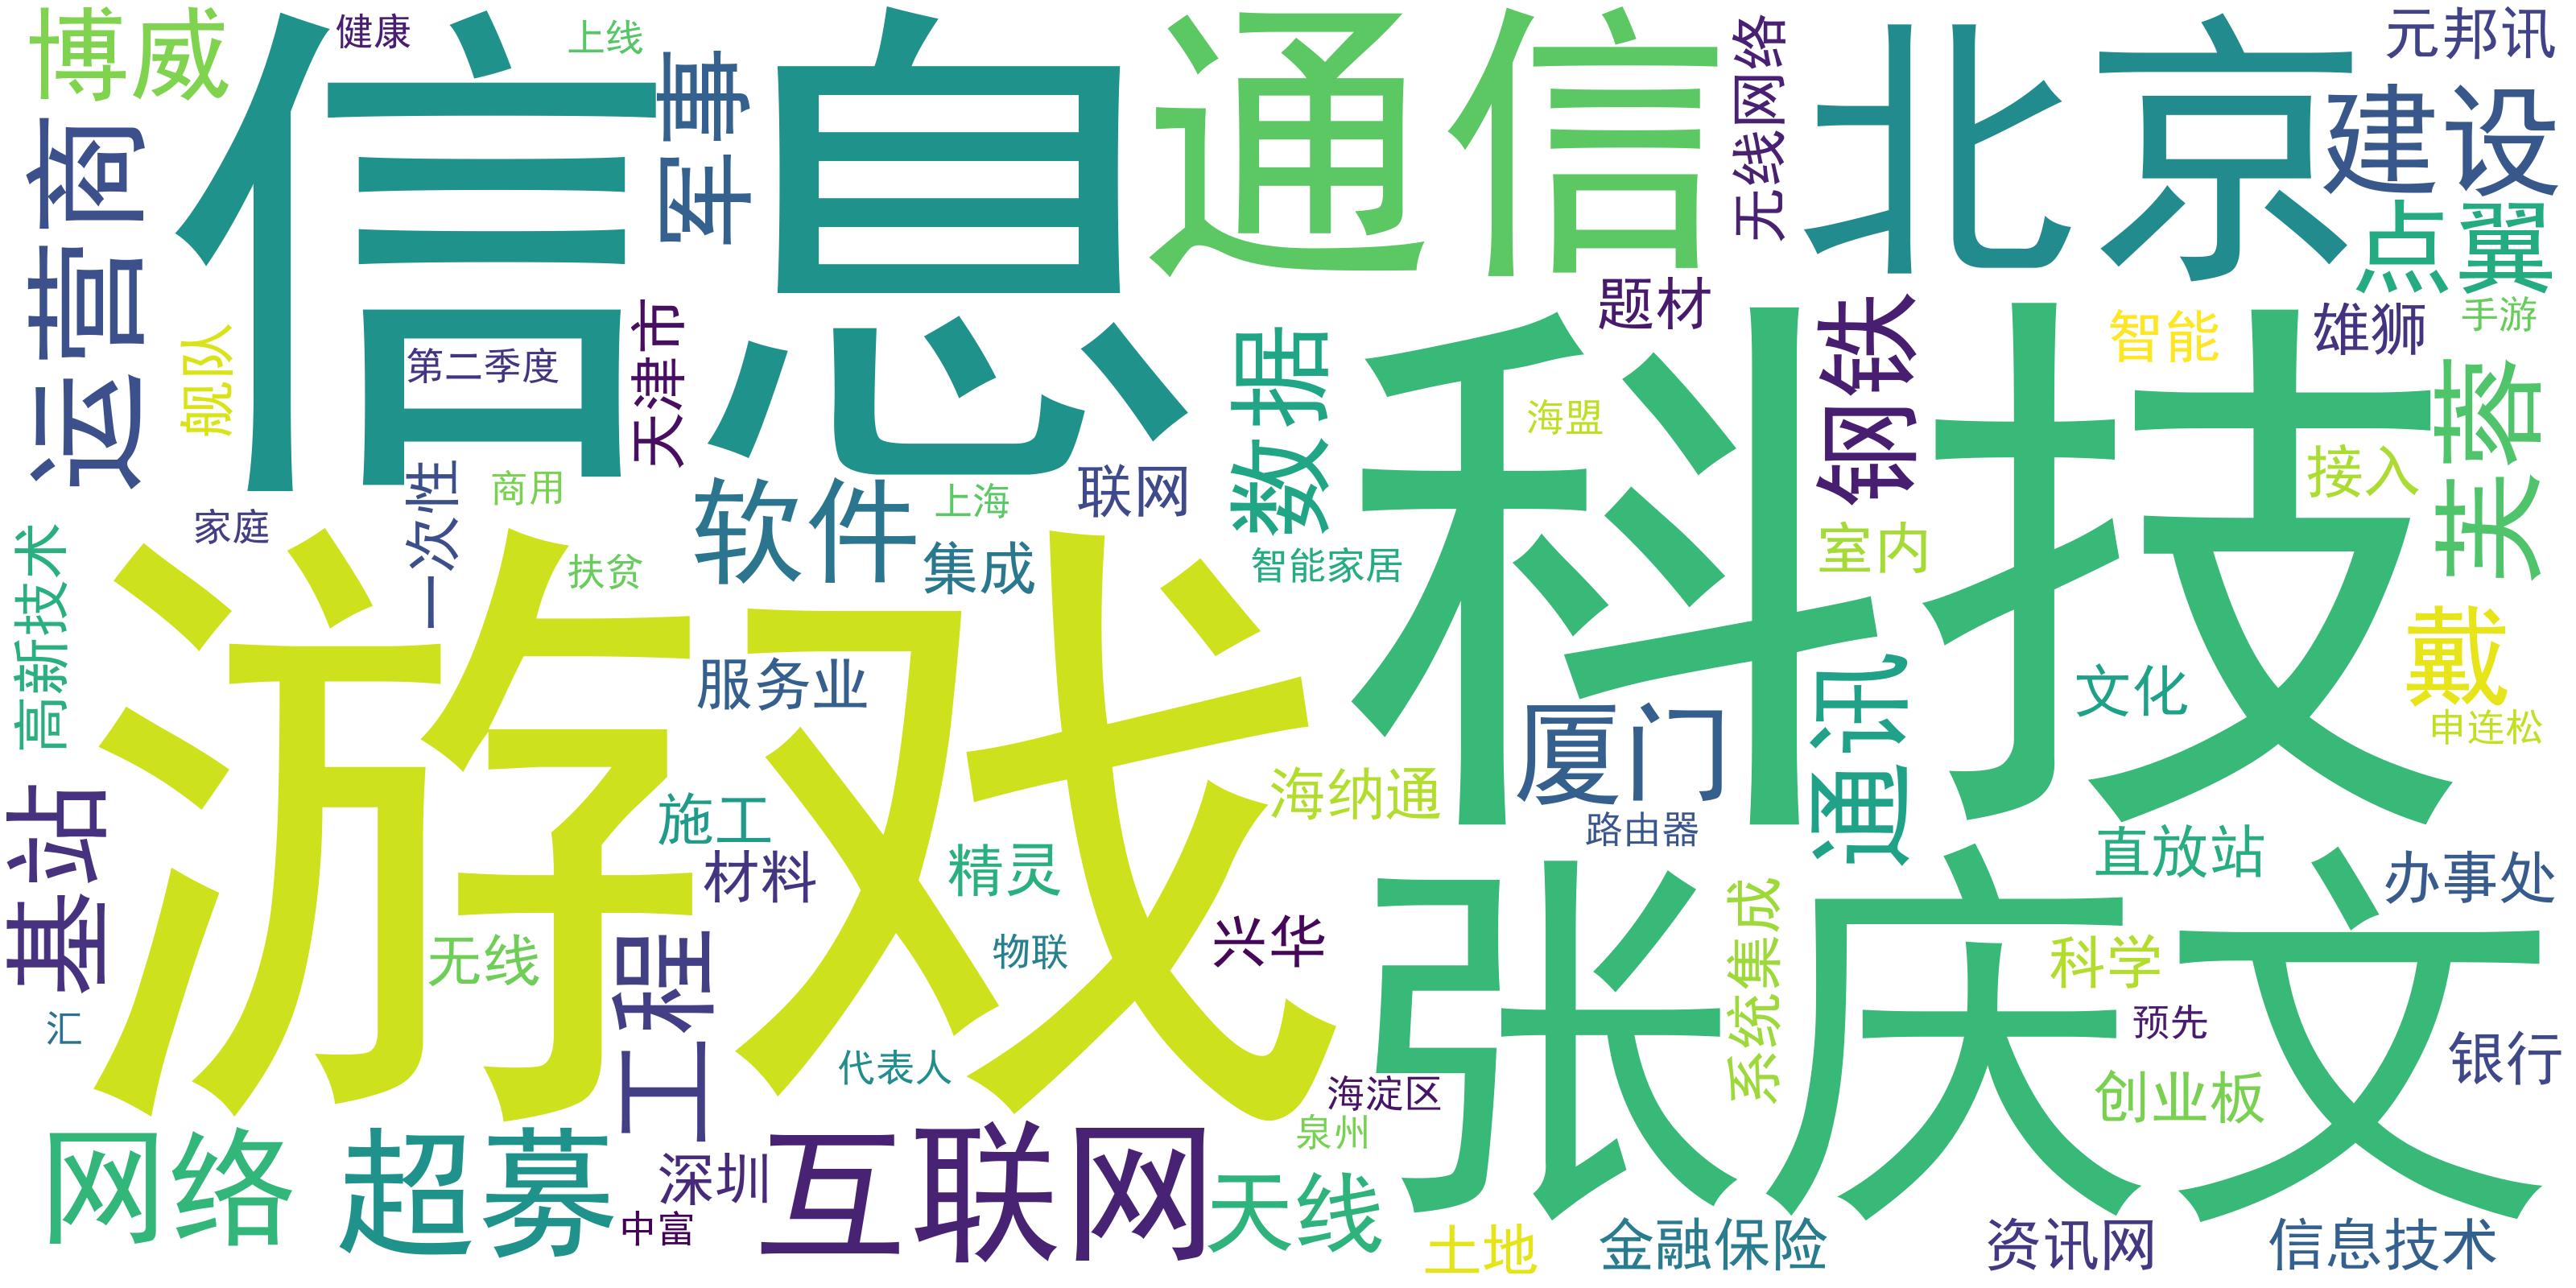 博威
健康
上线
信息
军事
通信
无线网络
北京
元邦讯
建设
点翼
运营商
舰队
第二季度
天津市
题材
钢铁
智能
雄狮
手游
数据
海盟
科技
芙蓉
接入
一次性
商用
软件
上海
联网
集成
智能家居
室内
家庭
扶贫
高新技术
游戏
服务业
厦门
通讯
文化
戴
申连松
施工
海纳通
路由器
材料
精灵
直放站
办事处
基站
无线
工程
物联
兴华
张庆文
系统集成
科学
预先
汇
代表人
海淀区
泉州
创业板
银行
网络
超募
深圳
中富
互联网
天线
土地
金融保险
资讯网
信息技术